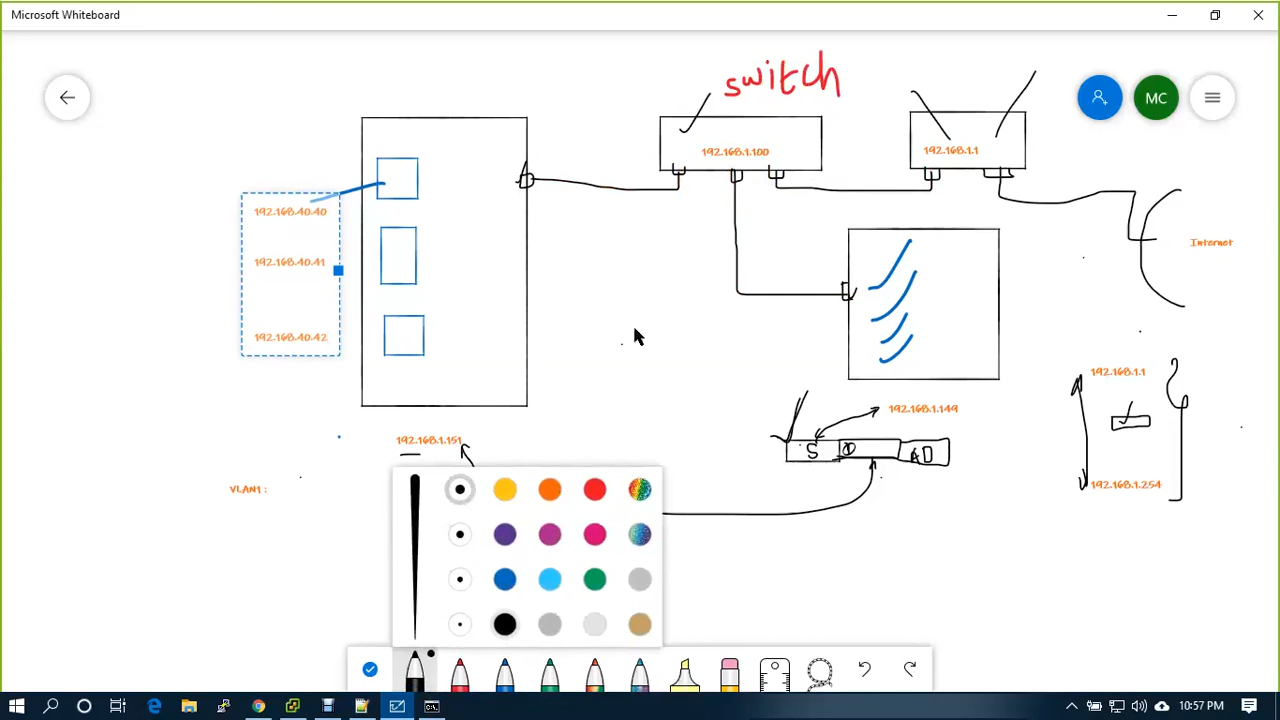 Microsoft Whiteboard
switch
MC
192.168.1.100
192.168.1.1
192.168.40.40
192.168.40.41
192.168.40.42
Internet
192.168.1.1
192.168.1.149
192.168.1.151
S
D
AD
192.168.1.254
VLAN1 :
10:57 PM